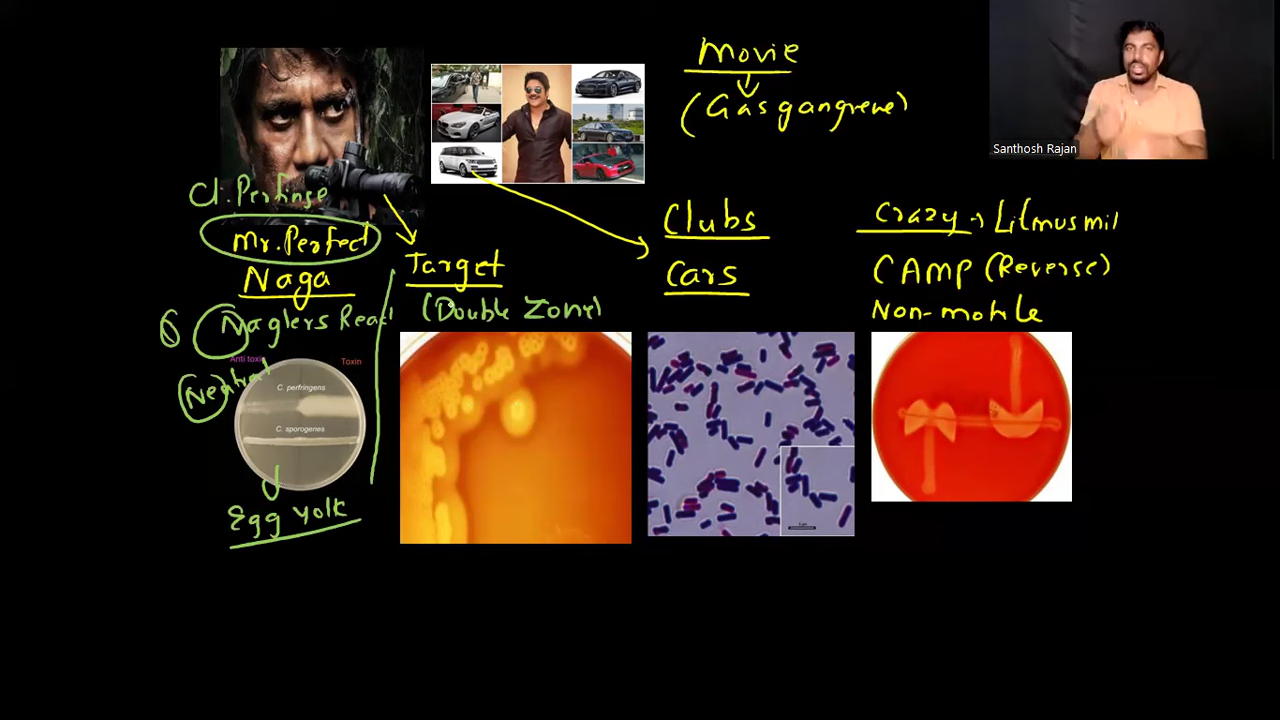 Movie
(Gas gangrene)
Santhosh Rajan
Cl. Perfinge
Mr. Perfect
Naga
Naglers React
Neutral
Anti toxin
Toxin
C. perfringens
C. sporogenes
Egg Yolk
Target
(Double Zone)
Clubs
Cars
Crazy → Litmus mil
CAMP (Reverse)
Non-motile